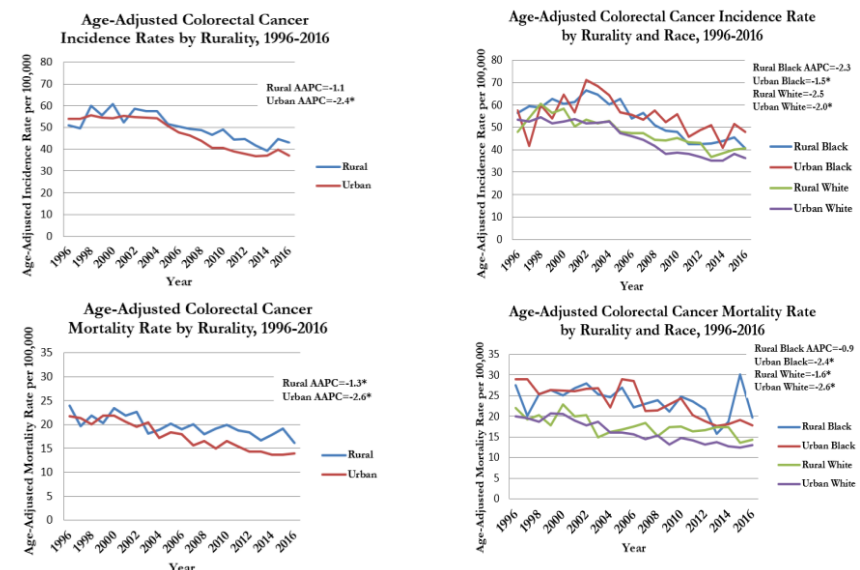 Age-Adjusted Colorectal Cancer
Incidence Rates by Rurality, 1996-2016
Age-Adjusted Incidence Rate per 100,000
80
70
60
50
40
30
20
10
0
Rural AAPC=-1.1
Urban AAPC=-2.4*
Rural
Urban
1996
1998
2000
2002
2004
2006
2008
2010
2012
2014
2016
Year
Age-Adjusted Colorectal Cancer Incidence Rate
by Rurality and Race, 1996-2016
Age-Adjusted Incidence Rate per 100,000
80
70
60
50
40
30
20
10
0
Rural Black AAPC=-2.3
Urban Black=-1.5*
Rural White=-2.5
Urban White=-2.0*
Rural Black
Urban Black
Rural White
Urban White
1996
1998
2000
2002
2004
2006
2008
2010
2012
2014
2016
Year
Age-Adjusted Colorectal Cancer
Mortality Rate by Rurality, 1996-2016
Age-Adjusted Mortality Rate per 100,000
35
30
25
20
15
10
5
0
Rural AAPC=-1.3*
Urban AAPC=-2.6*
Rural
Urban
1996
1998
2000
2002
2004
2006
2008
2010
2012
2014
2016
Year
Age-Adjusted Colorectal Cancer Mortality Rate
by Rurality and Race, 1996-2016
Age-Adjusted Mortality Rate per 100,000
35
30
25
20
15
10
5
0
Rural Black AAPC=-0.9
Urban Black=-2.4*
Rural White=-1.6*
Urban White=-2.6*
Rural Black
Urban Black
Rural White
Urban White
1996
1998
2000
2002
2004
2006
2008
2010
2012
2014
2016
Year